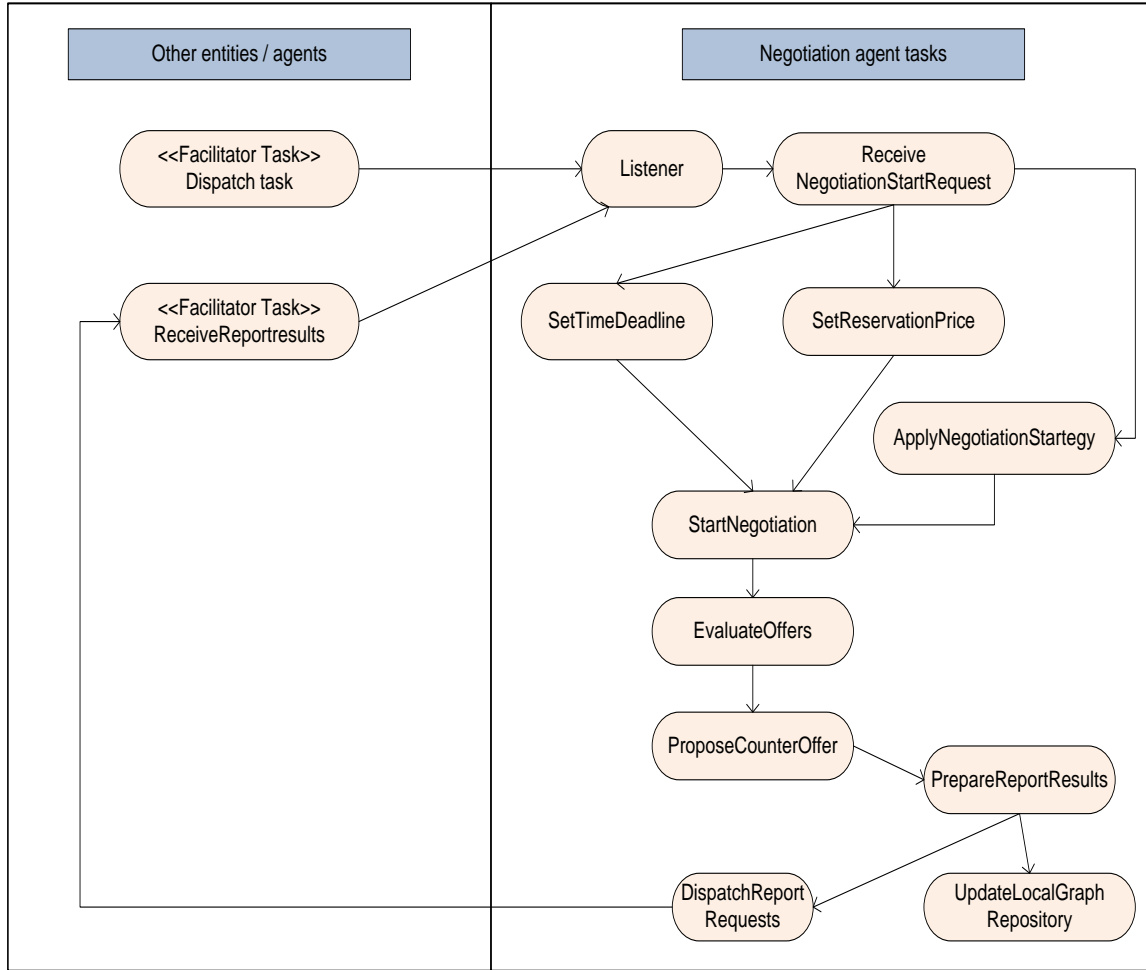 Other entities / agents
Negotiation agent tasks
<<Facilitator Task>>
Dispatch task
Listener
Receive
NegotiationStartRequest
<<Facilitator Task>>
ReceiveReportresults
SetTimeDeadline
SetReservationPrice
ApplyNegotiationStartegy
StartNegotiation
EvaluateOffers
ProposeCounterOffer
PrepareReportResults
DispatchReport
Requests
UpdateLocalGraph
Repository